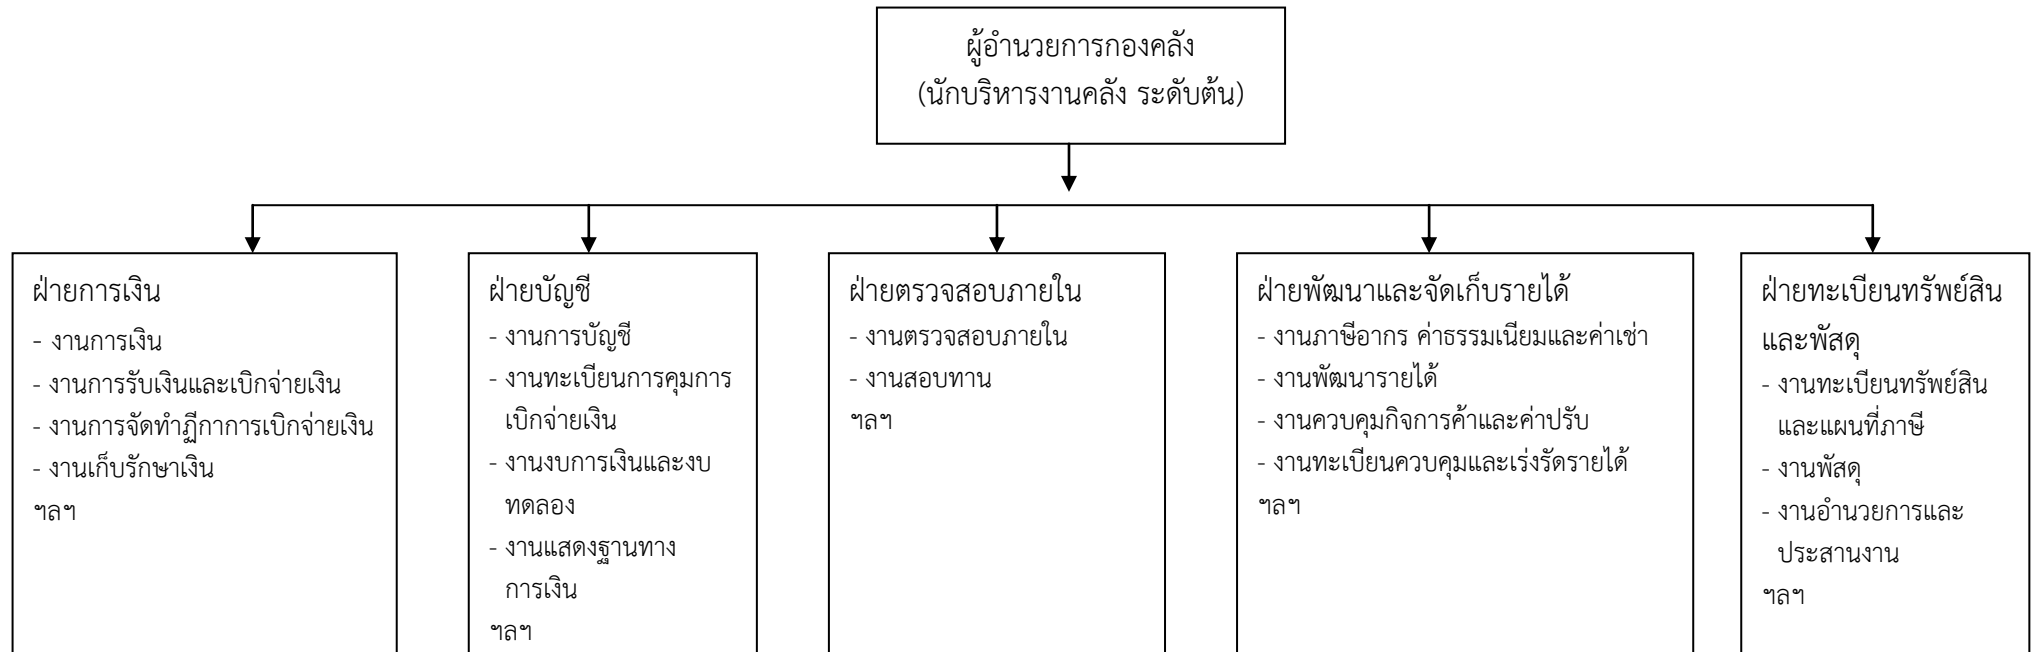 ผู้อำนวยการกองคลัง
(นักบริหารงานคลัง ระดับต้น)
ฝ่ายการเงิน
- งานการเงิน
- งานการรับเงินและเบิกจ่ายเงิน
- งานการจัดทำฏีกาการเบิกจ่ายเงิน
- งานเก็บรักษาเงิน
ฯลฯ
ฝ่ายบัญชี
- งานการบัญชี
- งานทะเบียนการคุมการ
เบิกจ่ายเงิน
- งานงบการเงินและงบ
ทดลอง
- งานแสดงฐานทาง
การเงิน
ฯลฯ
ฝ่ายตรวจสอบภายใน
- งานตรวจสอบภายใน
- งานสอบทาน
ฯลฯ
ฝ่ายพัฒนาและจัดเก็บรายได้
- งานภาษีอากร ค่าธรรมเนียมและค่าเช่า
- งานพัฒนารายได้
- งานควบคุมกิจการค้าและค่าปรับ
- งานทะเบียนควบคุมและเร่งรัดรายได้
ฯลฯ
ฝ่ายทะเบียนทรัพย์สิน
และพัสดุ
- งานทะเบียนทรัพย์สิน
และแผนที่ภาษี
- งานพัสดุ
- งานอำนวยการและ
ประสานงาน
ฯลฯ